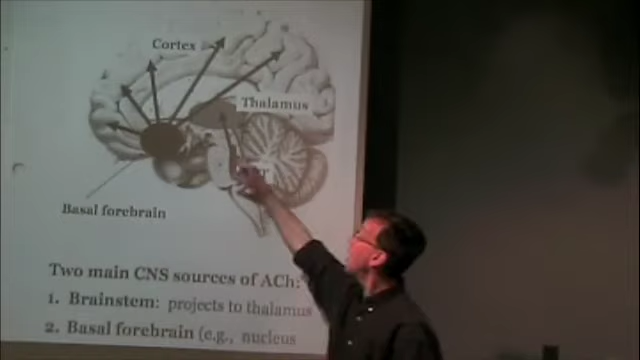 Cortex
Thalamus
Basal forebrain
Two main CNS sources of ACh:
1. Brainstem: projects to thalamus
2. Basal forebrain (e.g., nucleus